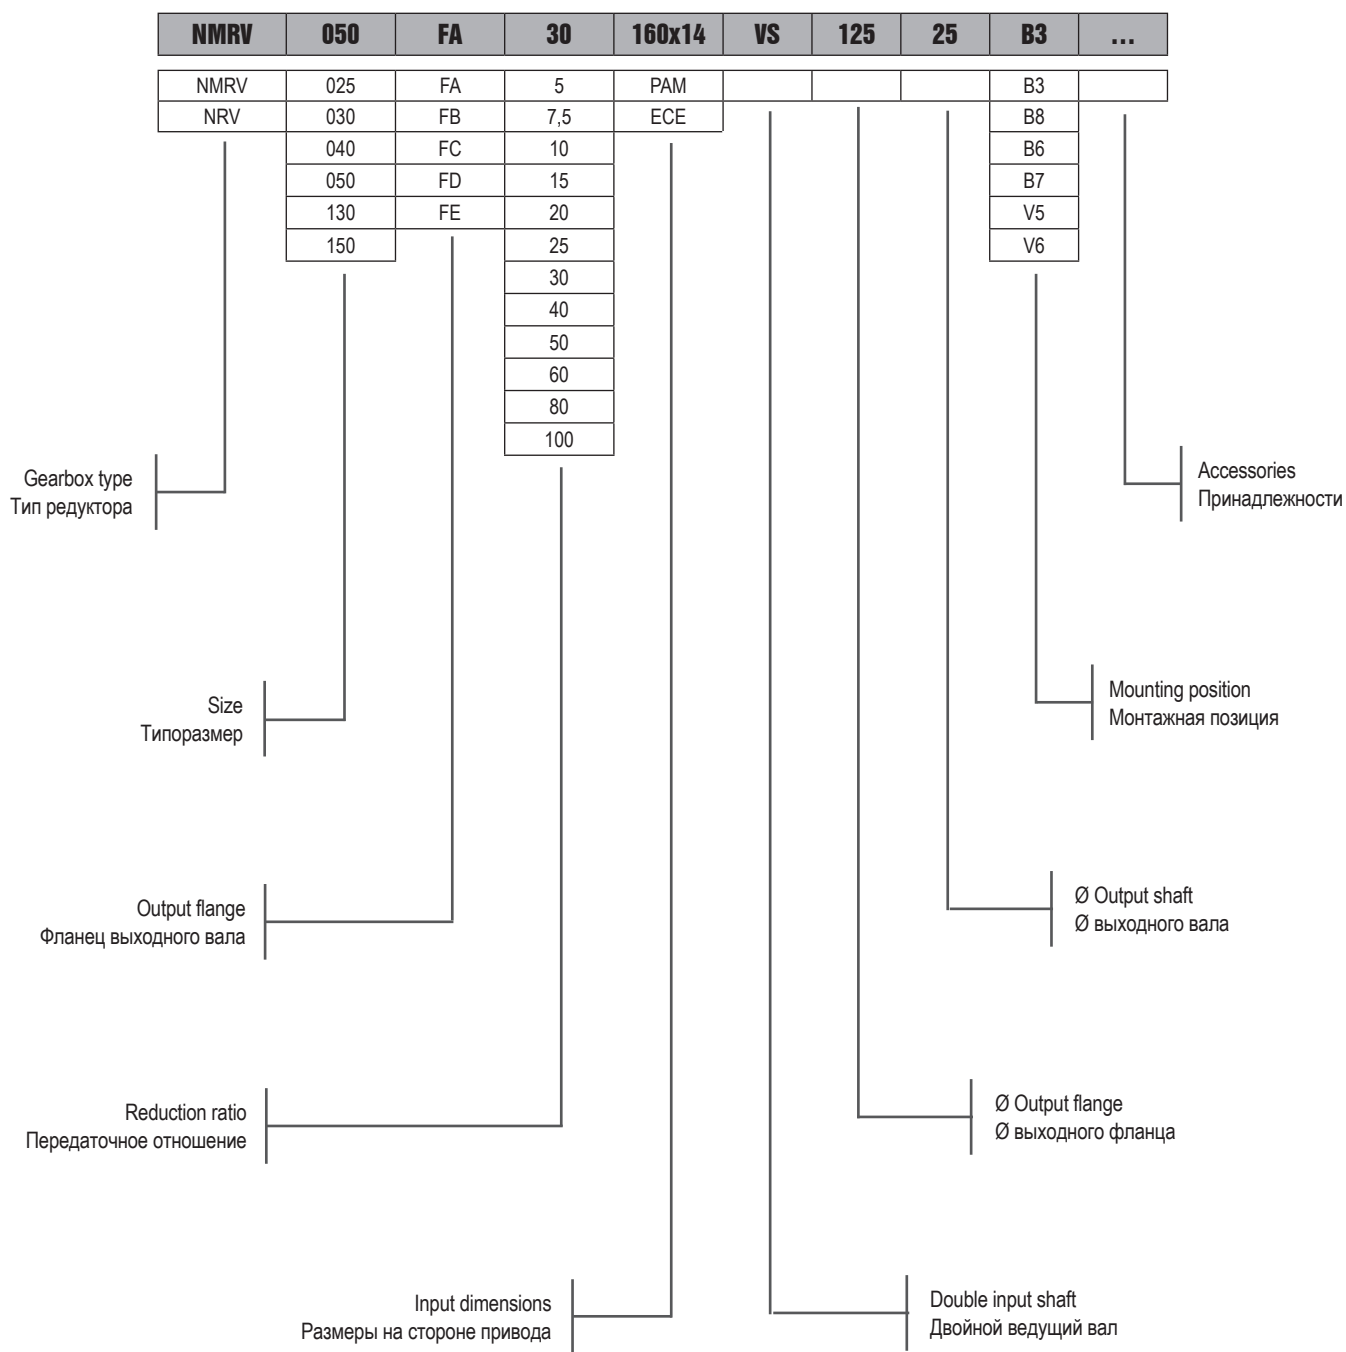 NMRV 050 FA 30 160x14 VS 125 25 B3 ...
NMRV 025 FA 5 PAM B3
NRV 030 FB 7,5 ECE B8
040 FC 10 B6
050 FD 15 B7
130 FE 20 V5
150 25 V6
30
40
50
60
80
100
Gearbox type
Тип редуктора
Accessories
Принадлежности
Size
Типоразмер
Mounting position
Монтажная позиция
Output flange
Фланец выходного вала
Ø Output shaft
Ø выходного вала
Reduction ratio
Передаточное отношение
Ø Output flange
Ø выходного фланца
Input dimensions
Размеры на стороне привода
Double input shaft
Двойной ведущий вал